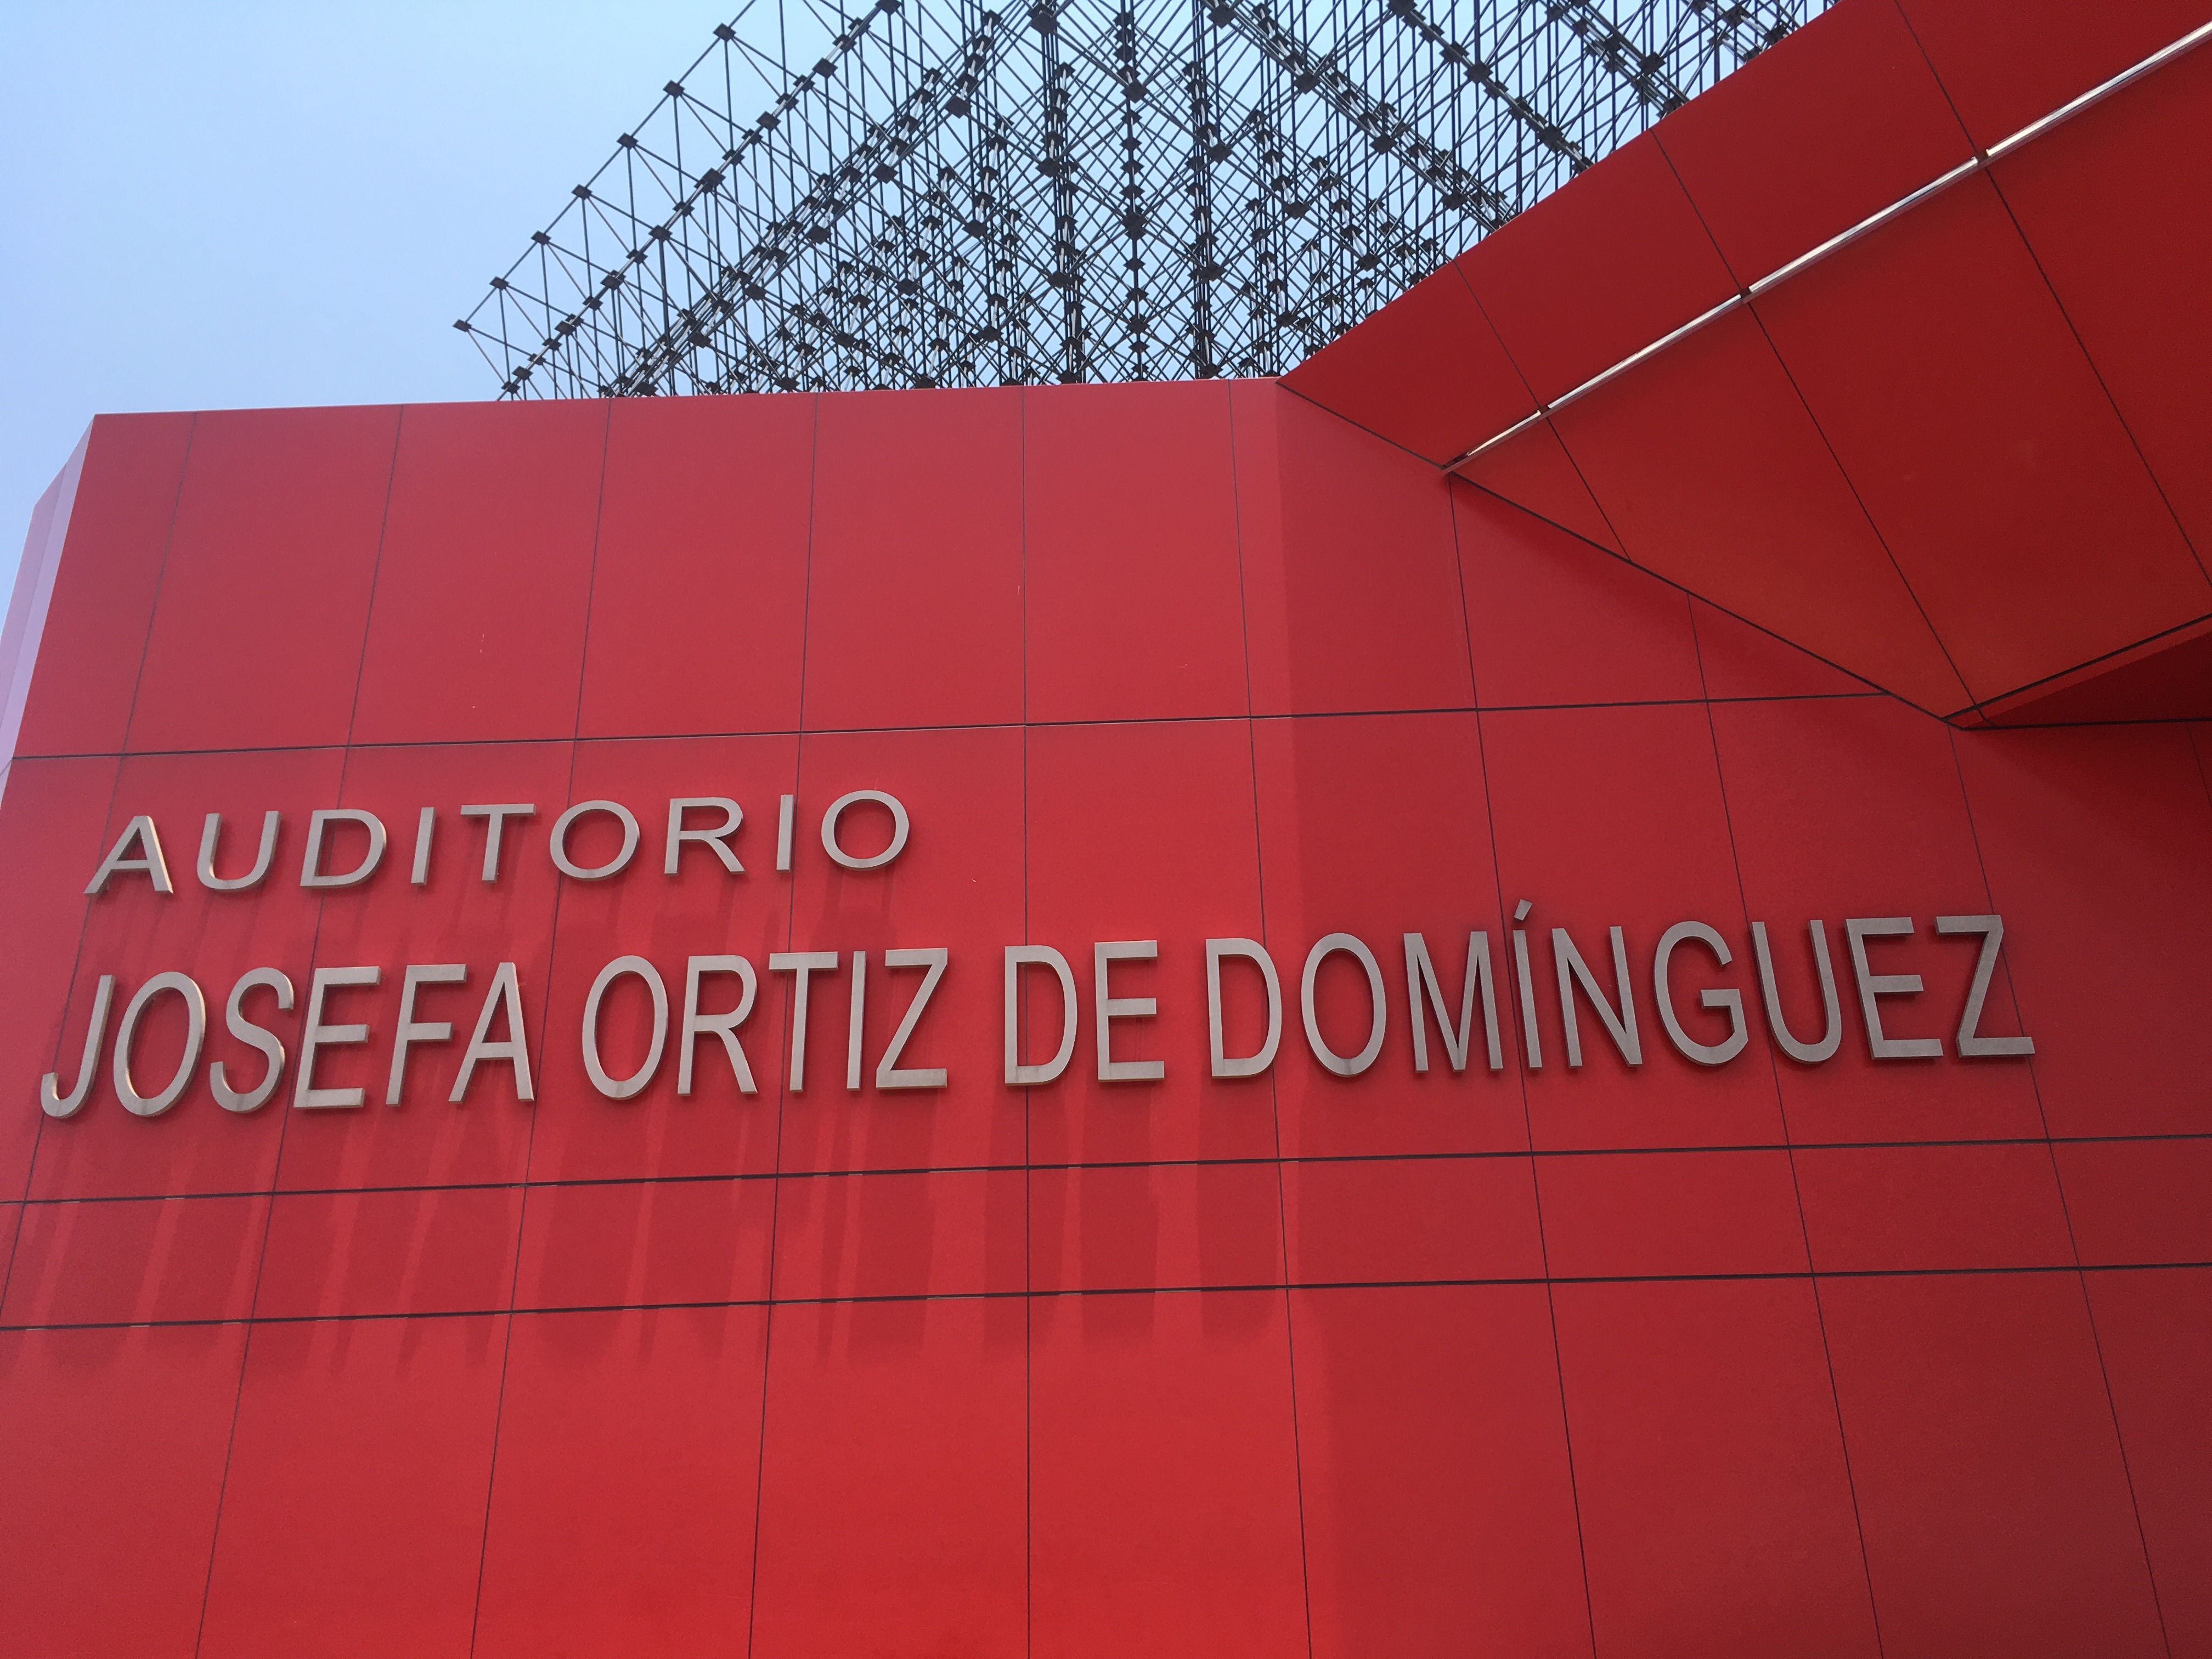 AUDITORIO
JOSEFA ORTIZ DE DOMÍNGUEZ